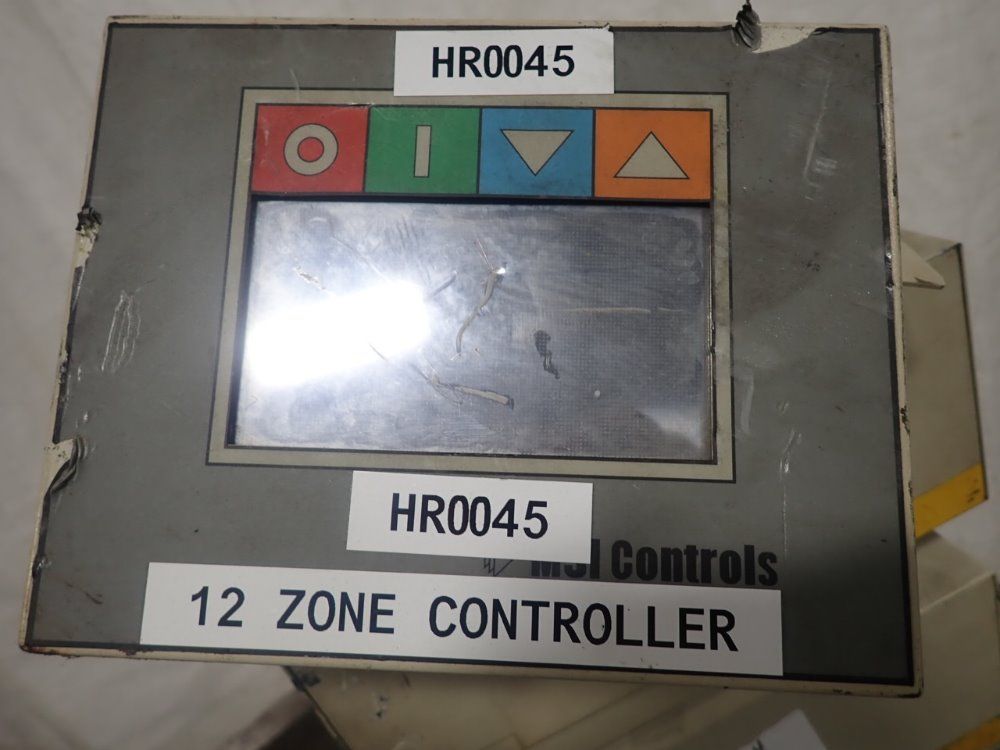 HR0045
HR0045
Controls
12 ZONE CONTROLLER